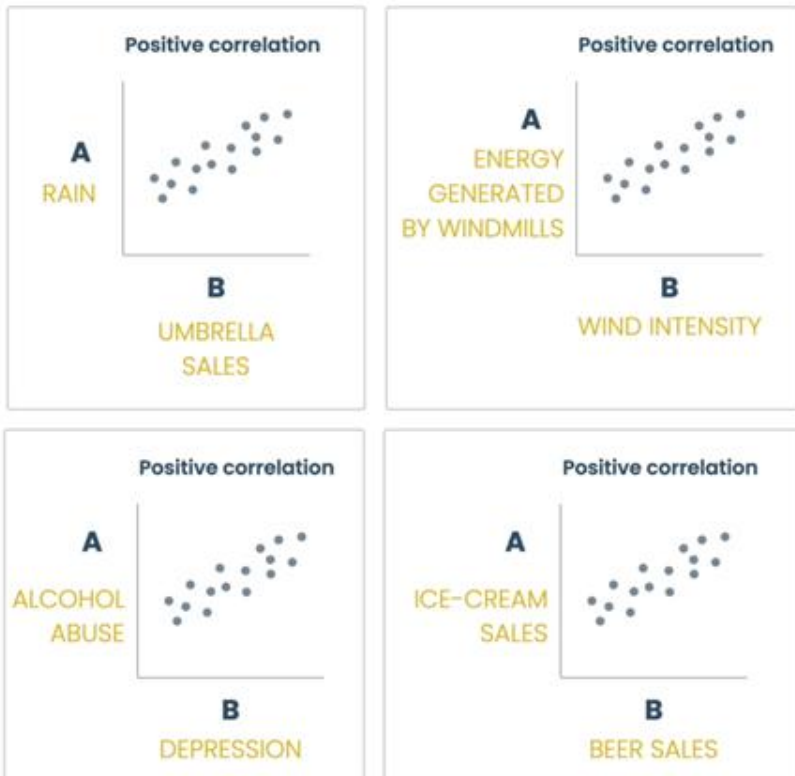 Positive correlation
A
RAIN
B
UMBRELLA
SALES
Positive correlation
A
ENERGY
GENERATED
BY WINDMILLS
B
WIND INTENSITY
Positive correlation
A
ALCOHOL
ABUSE
B
DEPRESSION
Positive correlation
A
ICE-CREAM
SALES
B
BEER SALES